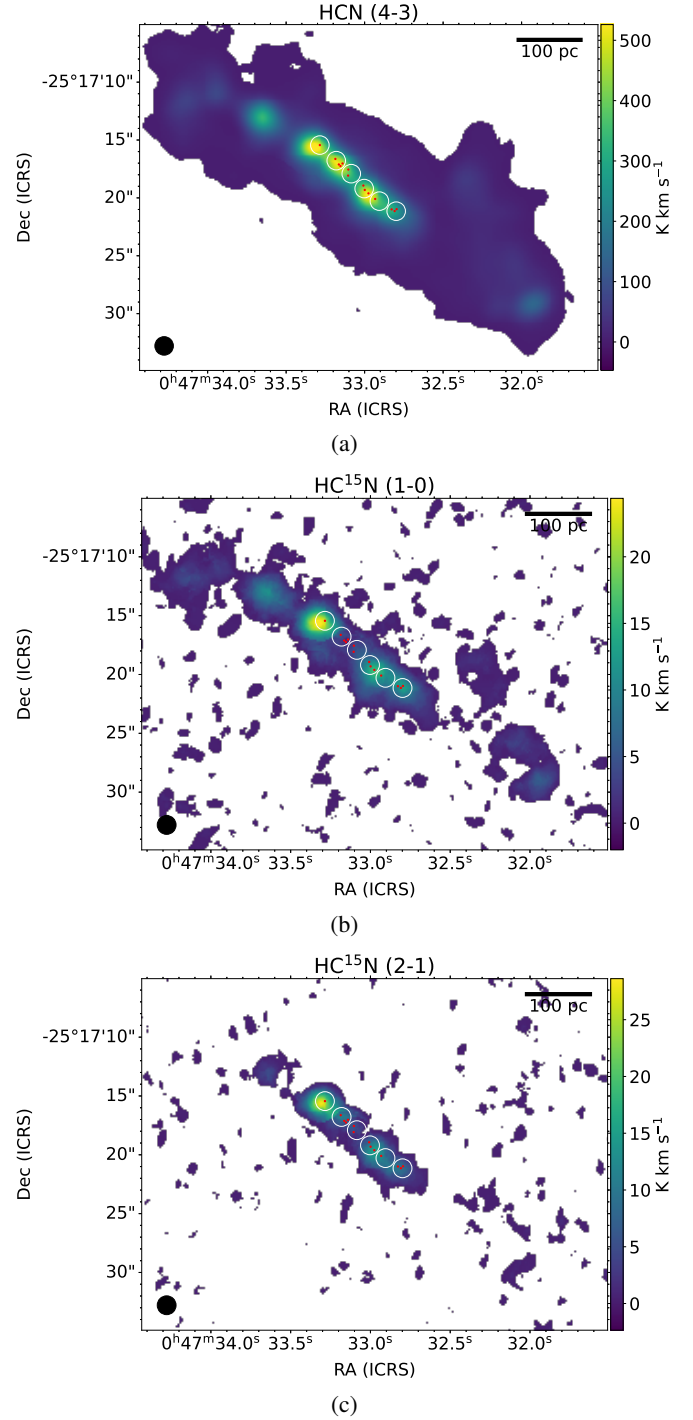 HCN (4-3)
100 pc
-25°17'10"
15"
20"
25"
30"
Dec (ICRS)
500
400
300
200
100
0
K km s⁻¹
0ʰ47ᵐ34.0ˢ 33.5ˢ 33.0ˢ 32.5ˢ 32.0ˢ
RA (ICRS)
(a)
HC¹⁵N (1-0)
100 pc
-25°17'10"
15"
20"
25"
30"
Dec (ICRS)
20
15
10
5
0
K km s⁻¹
0ʰ47ᵐ34.0ˢ 33.5ˢ 33.0ˢ 32.5ˢ 32.0ˢ
RA (ICRS)
(b)
HC¹⁵N (2-1)
100 pc
-25°17'10"
15"
20"
25"
30"
Dec (ICRS)
25
20
15
10
5
0
K km s⁻¹
0ʰ47ᵐ34.0ˢ 33.5ˢ 33.0ˢ 32.5ˢ 32.0ˢ
RA (ICRS)
(c)